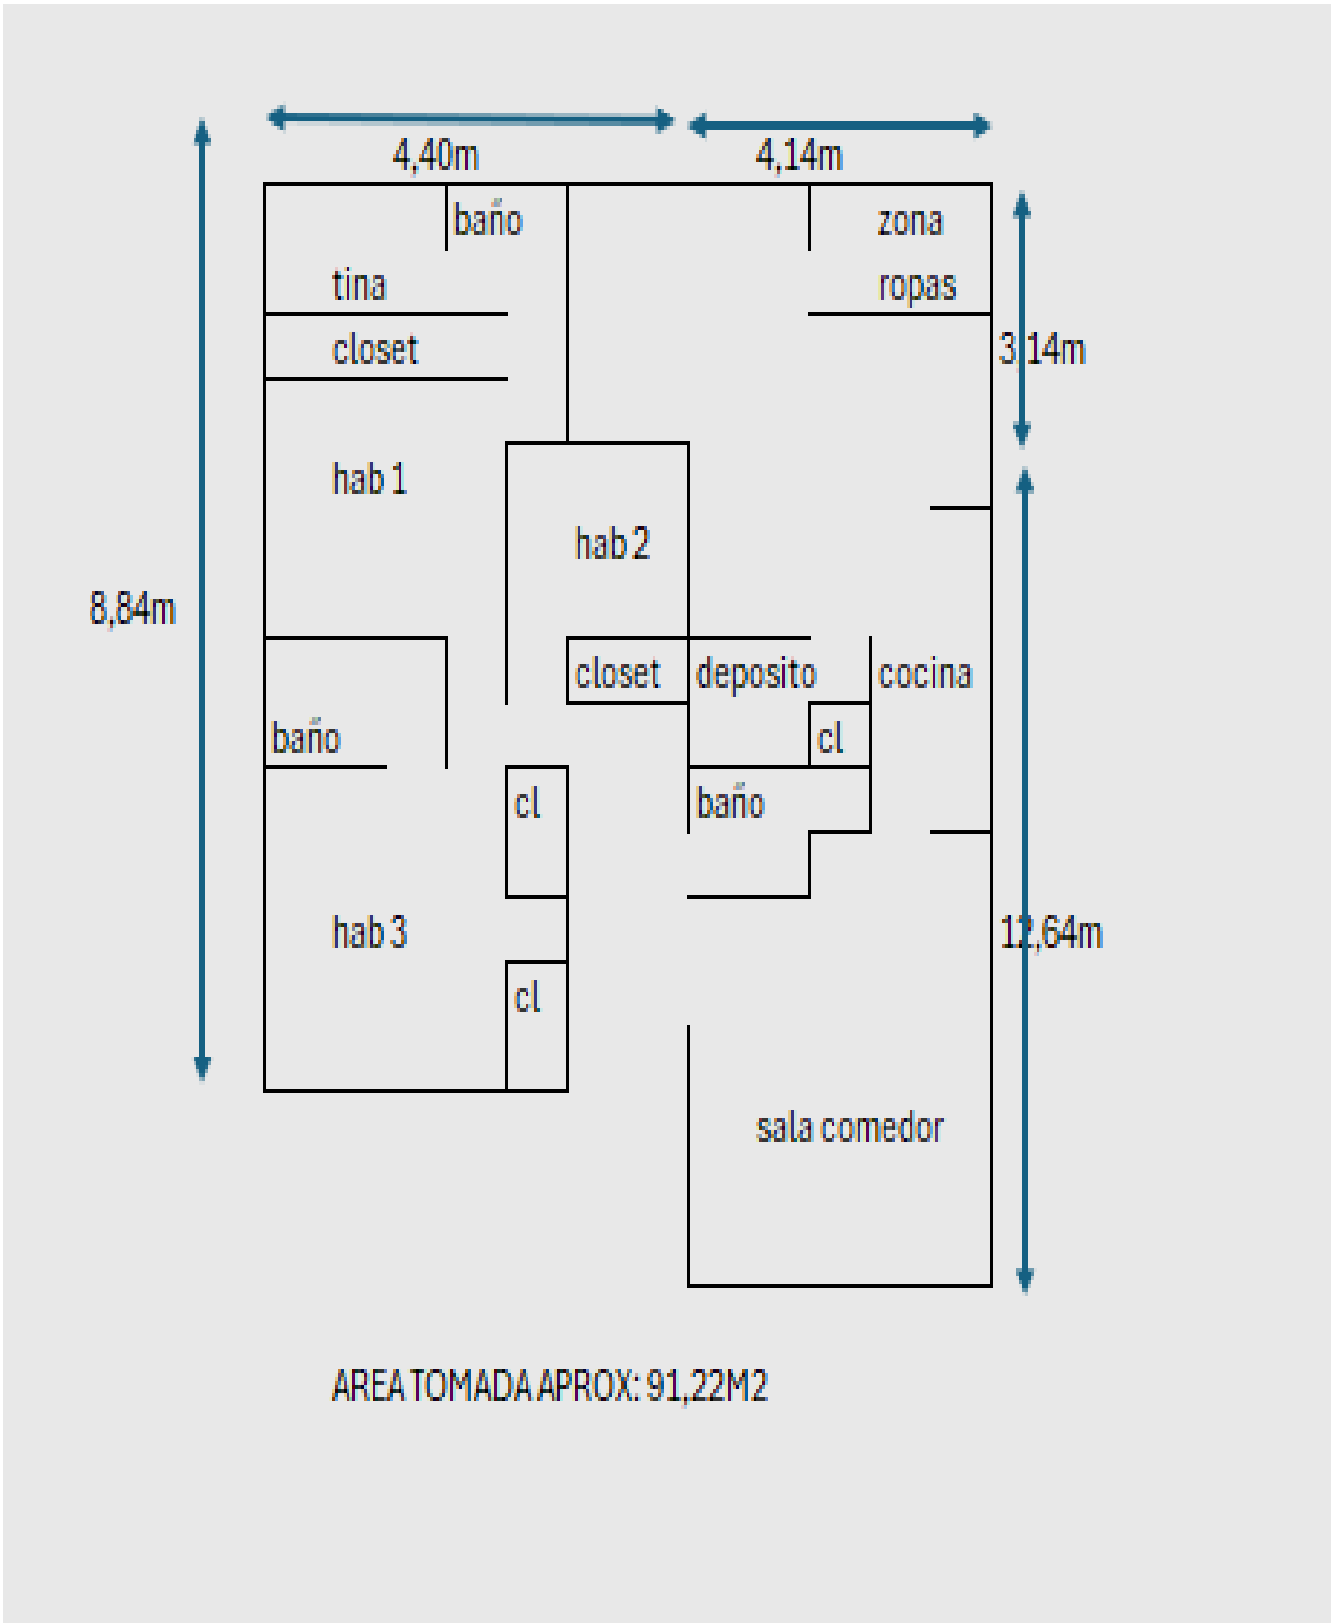 4,40m
4,14m
baño
zona
tina
ropas
closet
3,14m
hab 1
hab 2
8,84m
closet
deposito
cocina
baño
cl
cl
baño
hab 3
12,64m
cl
sala comedor
AREA TOMADA APROX: 91,22M2